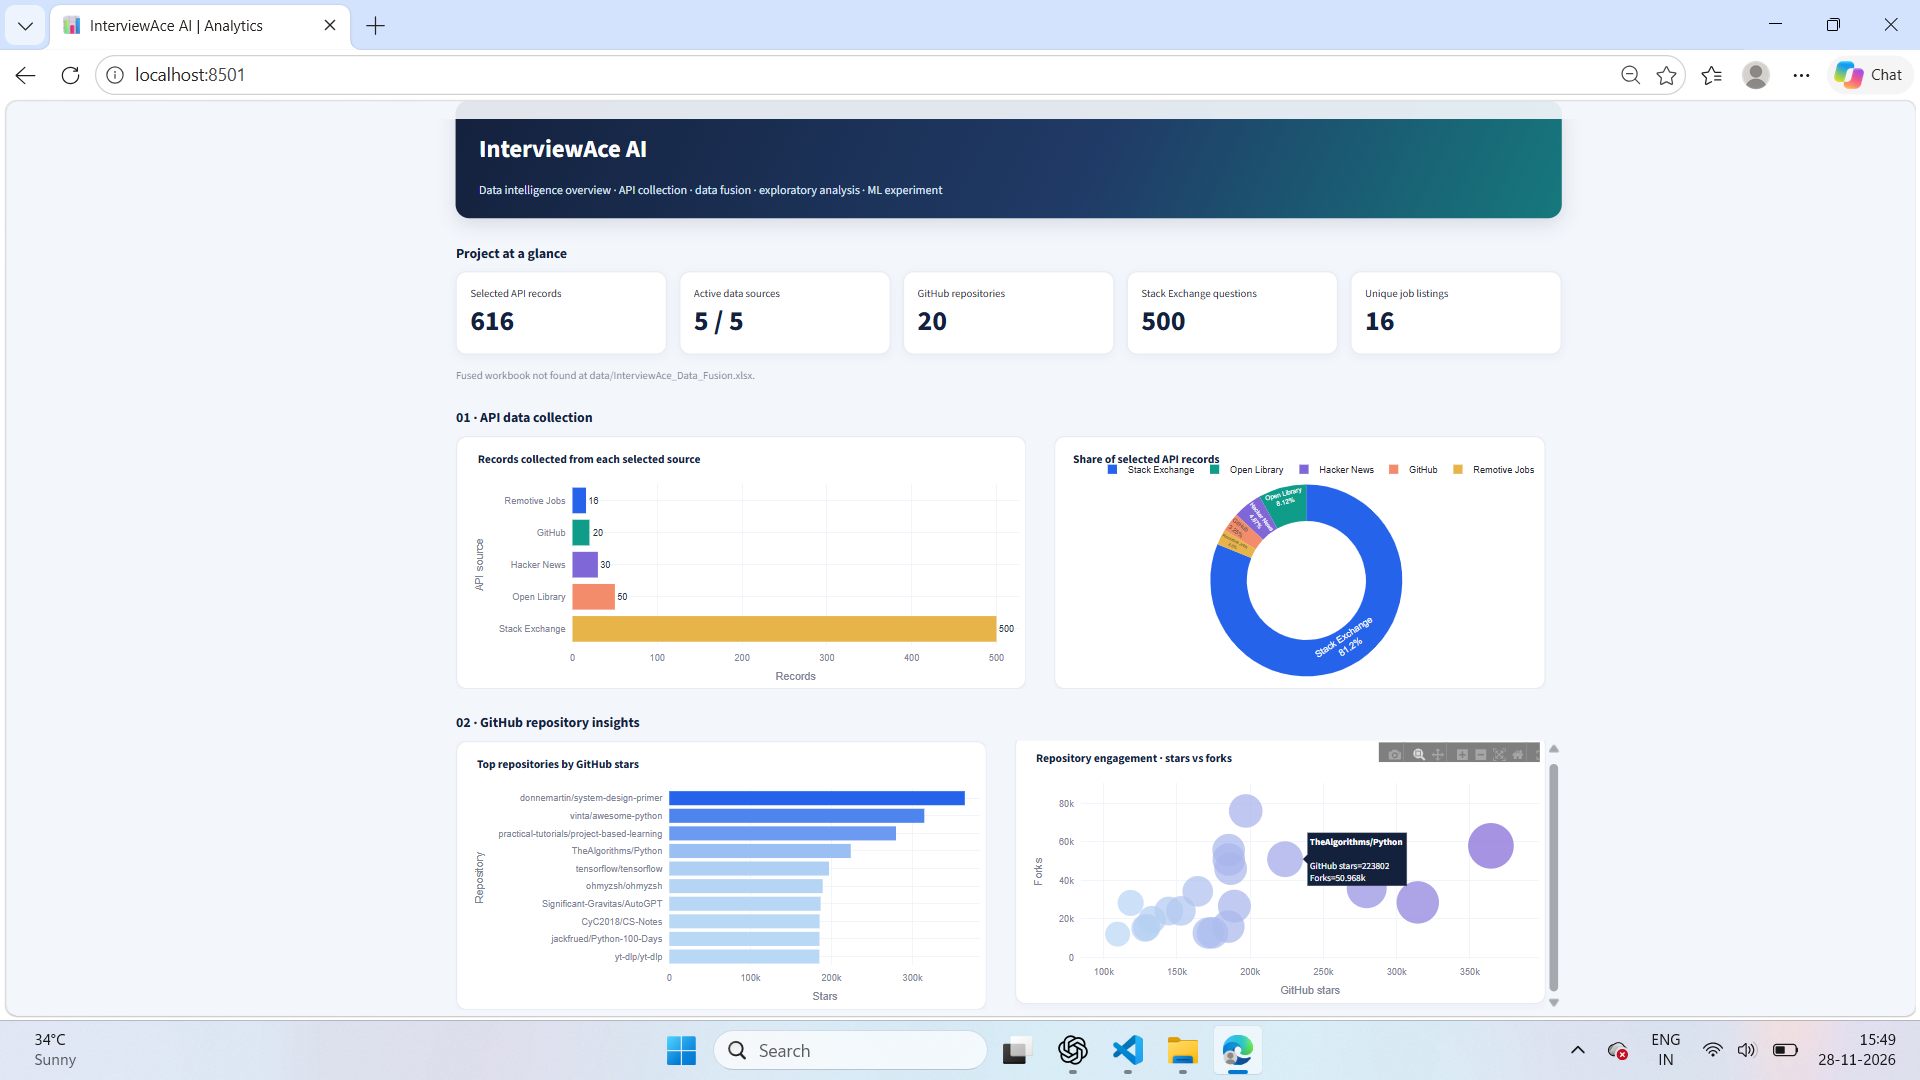 InterviewAce AI | Analytics
localhost:8501
Chat
InterviewAce AI
Data intelligence overview · API collection · data fusion · exploratory analysis · ML experiment
Project at a glance
Selected API records
616
Active data sources
5 / 5
GitHub repositories
20
Stack Exchange questions
500
Unique job listings
16
Fused workbook not found at data/InterviewAce_Data_Fusion.xlsx.
01 · API data collection
Records collected from each selected source
API source
Remotive Jobs
16
GitHub
20
Hacker News
30
Open Library
50
Stack Exchange
500
0 100 200 300 400 500
Records
Share of selected API records
Stack Exchange Open Library Hacker News GitHub Remotive Jobs
Open Library
8.12%
Hacker News
4.87%
GitHub
Remotive Jobs
Stack Exchange
81.2%
02 · GitHub repository insights
Top repositories by GitHub stars
Repository
donnemartin/system-design-primer
vinta/awesome-python
practical-tutorials/project-based-learning
TheAlgorithms/Python
tensorflow/tensorflow
ohmyzsh/ohmyzsh
Significant-Gravitas/AutoGPT
CyC2018/CS-Notes
jackfrued/Python-100-Days
yt-dlp/yt-dlp
0 100k 200k 300k
Stars
Repository engagement · stars vs forks
Forks
80k
60k
40k
20k
0
TheAlgorithms/Python
GitHub stars=223802
Forks=50.968k
100k 150k 200k 250k 300k 350k
GitHub stars
34°C
Sunny
Search
ENG
IN
15:49
28-11-2026